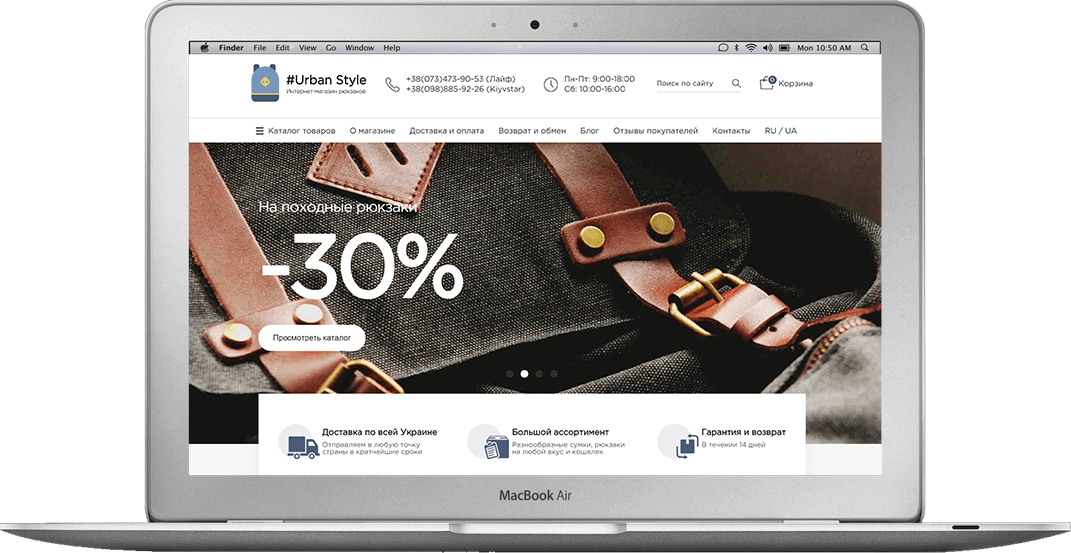 Finder File Edit View Go Window Help Mon 10:50 AM
#Urban Style
Интернет-магазин рюкзаков
+38(073)473-90-53 (Лайф)
+38(098)885-92-26 (Kiyvstar)
Пн-Пт: 9:00-18:00
Сб: 10:00-16:00
Поиск по сайту
0
Корзина
Каталог товаров О магазине Доставка и оплата Возврат и обмен Блог Отзывы покупателей Контакты RU / UA
На походные рюкзаки
-30%
Просмотреть каталог
Доставка по всей Украине
Отправляем в любую точку
страны в кратчайшие сроки
Большой ассортимент
Разнообразные сумки, рюкзаки
на любой вкус и кошелек
Гарантия и возврат
В течении 14 дней
MacBook Air